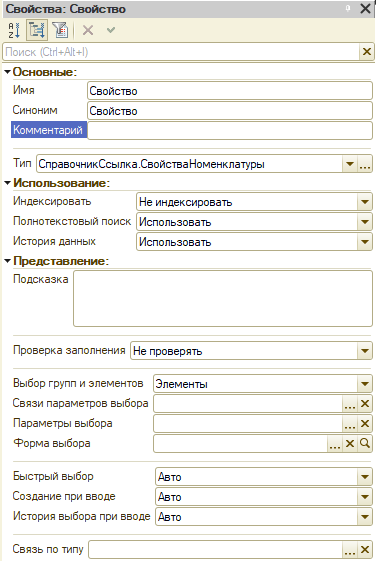 Свойства: Свойство
Поиск (Ctrl+Alt+I)
Основные:
Имя Свойство
Синоним Свойство
Комментарий
Тип СправочникСсылка.СвойстваНоменклатуры ...
Использование:
Индексировать Не индексировать
Полнотекстовый поиск Использовать
История данных Использовать
Представление:
Подсказка
Проверка заполнения Не проверять
Выбор групп и элементов Элементы
Связи параметров выбора ...
Параметры выбора ...
Форма выбора ...
Быстрый выбор Авто
Создание при вводе Авто
История выбора при вводе Авто
Связь по типу ...